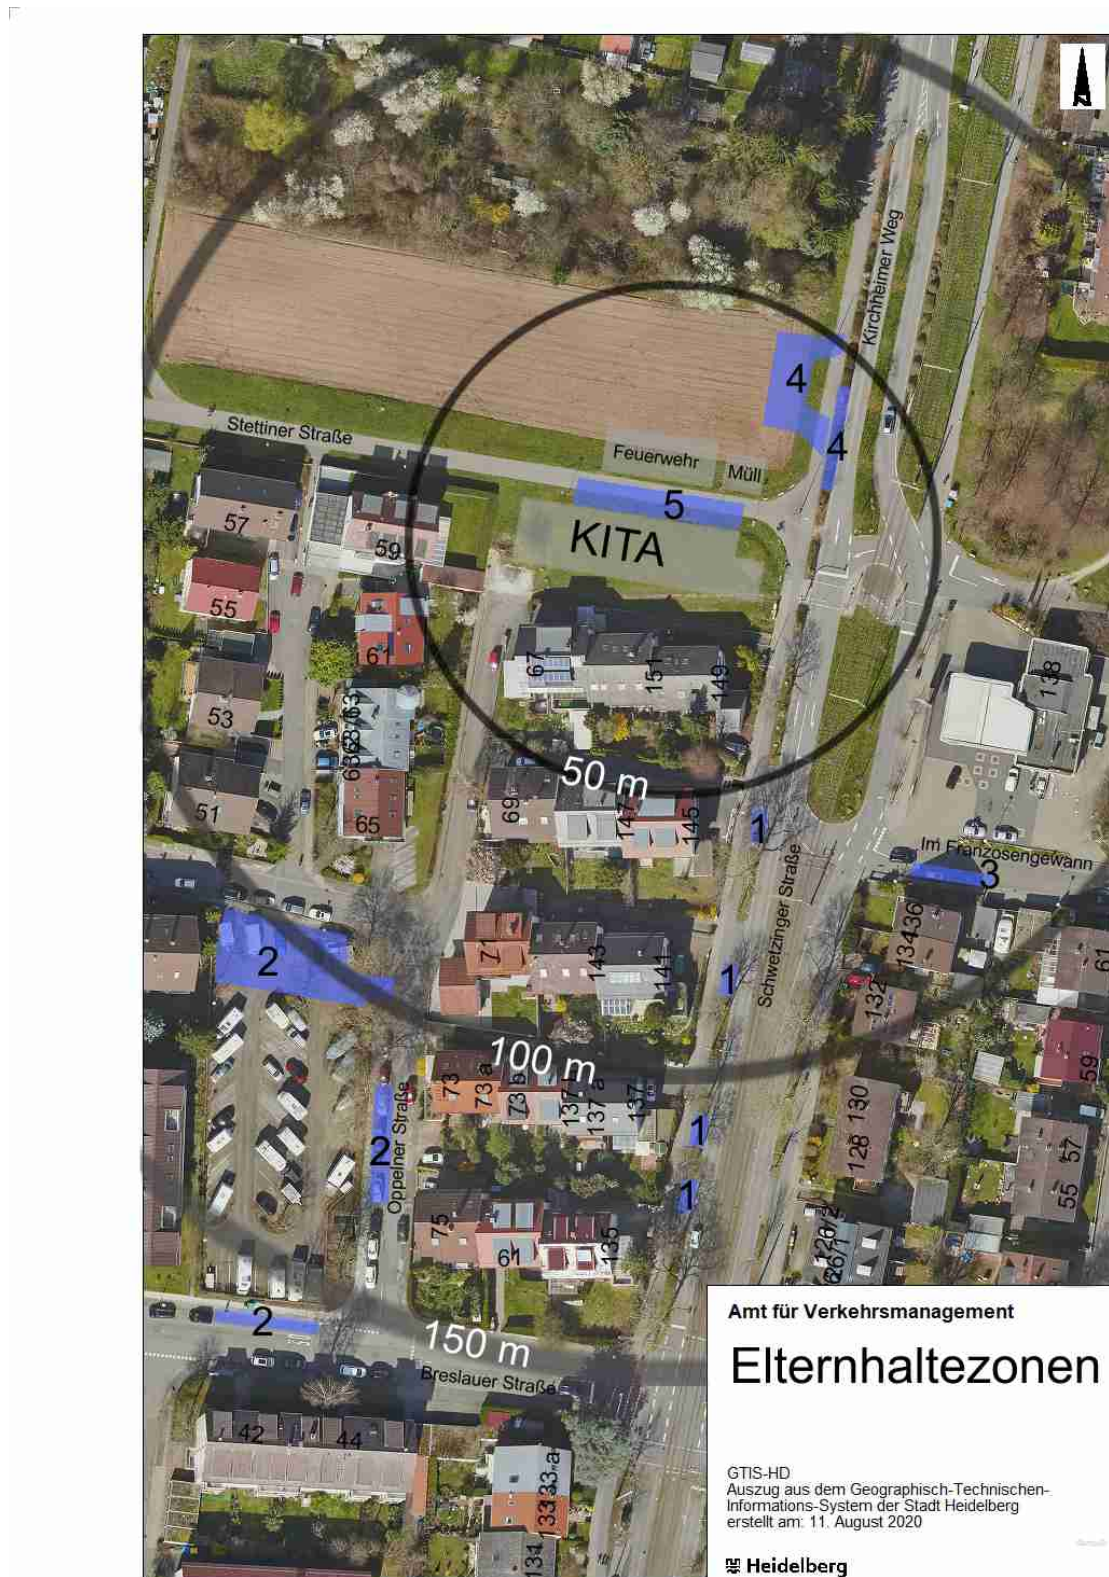 Kirchheimer Weg
4
4
Stettiner Straße
Feuerwehr
Müll
5
KITA
57
59
55
61
67
151
149
138
53
51
65
50 m
69
147
145
1
Im Franzosengewann
3
Schwetzinger Straße
136
134
2
71
143
141
1
132
61
100 m
59
73
73 a
73 b
137
137 a
130
128
1
57
55
2
Oppelner Straße
1
75
61
135
2
150 m
Breslauer Straße
42
44
Amt für Verkehrsmanagement
Elternhaltezonen
GTIS-HD
Auszug aus dem Geographisch-Technischen-
Informations-System der Stadt Heidelberg
erstellt am: 11. August 2020
Heidelberg